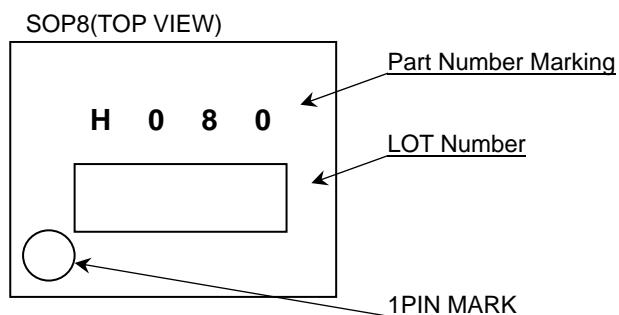 SOP8(TOP VIEW)
Part Number Marking
H 0 8 0
LOT Number
1PIN MARK